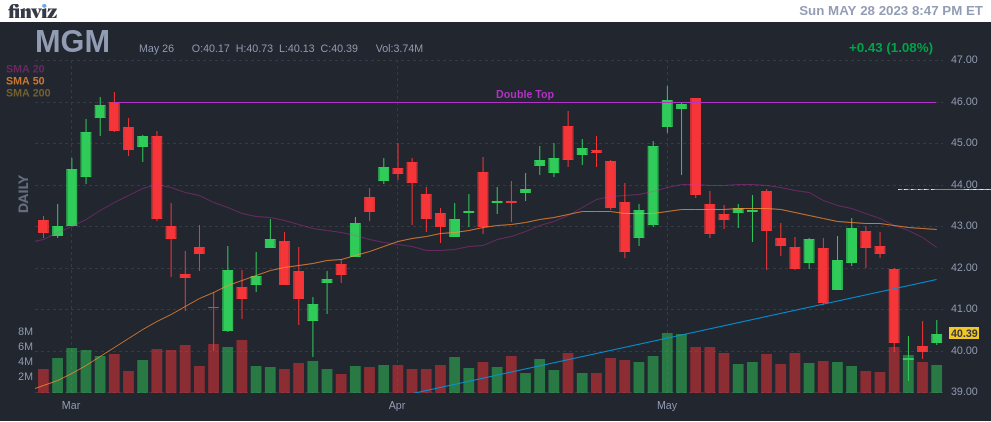 finviz
Sun MAY 28 2023 8:47 PM ET
MGM
May 26 O:40.17 H:40.73 L:40.13 C:40.39 Vol:3.74M
+0.43 (1.08%)
SMA 20
SMA 50
SMA 200
Double Top
DAILY
47.00
46.00
45.00
44.00
43.00
42.00
41.00
40.39
40.00
39.00
8M
6M
4M
2M
Mar Apr May